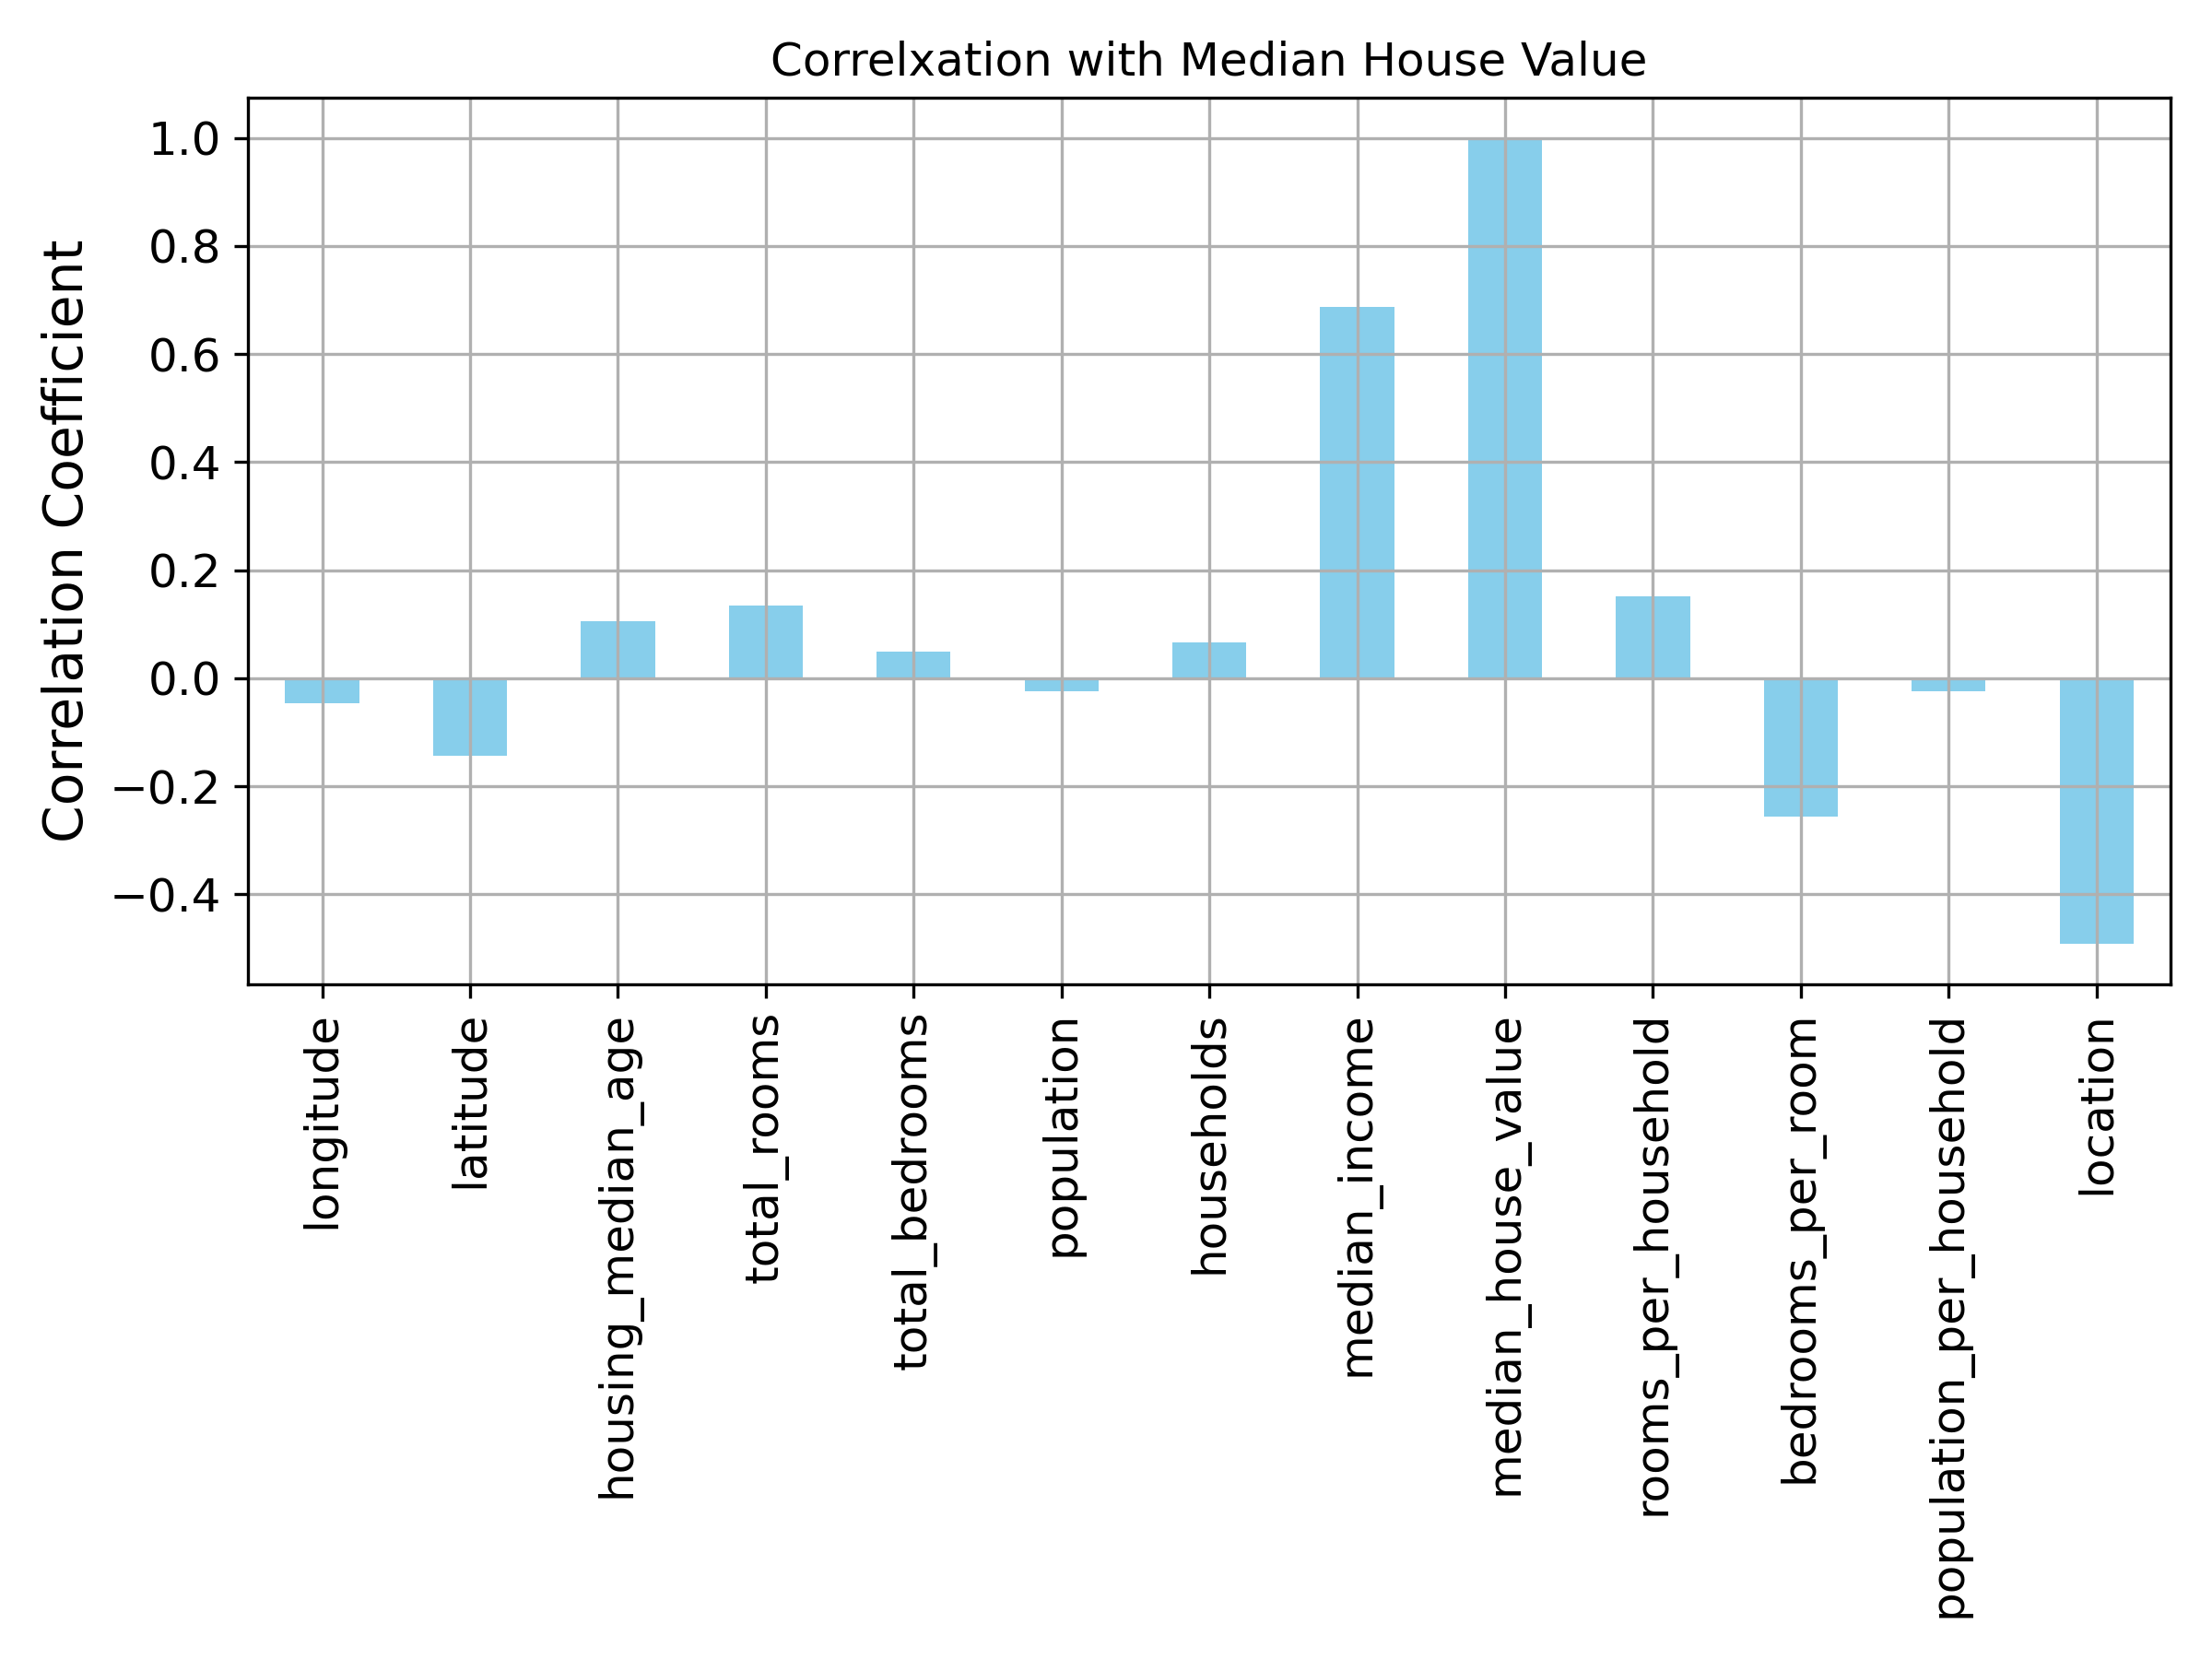 Correlxation with Median House Value
Correlation Coefficient
1.0
0.8
0.6
0.4
0.2
0.0
−0.2
−0.4
longitude
latitude
housing_median_age
total_rooms
total_bedrooms
population
households
median_income
median_house_value
rooms_per_household
bedrooms_per_room
population_per_household
location